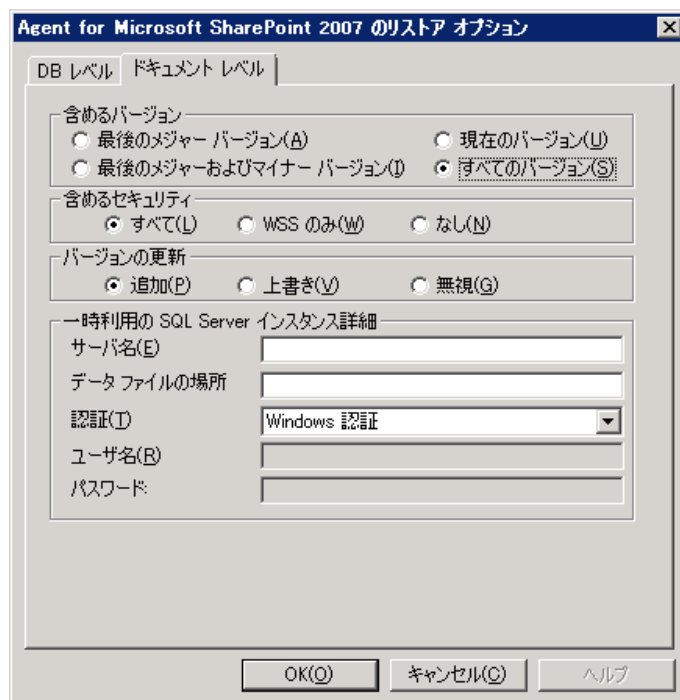 Agent for Microsoft SharePoint 2007 のリストア オプション
DB レベル ドキュメント レベル
含めるバージョン
最後のメジャー バージョン(A) 現在のバージョン(U)
最後のメジャーおよびマイナー バージョン(I) すべてのバージョン(S)
含めるセキュリティ
すべて(L) WSS のみ(W) なし(N)
バージョンの更新
追加(P) 上書き(V) 無視(G)
一時利用の SQL Server インスタンス詳細
サーバ名(E)
データ ファイルの場所
認証(T) Windows 認証
ユーザ名(R)
パスワード:
OK(O) キャンセル(C) ヘルプ